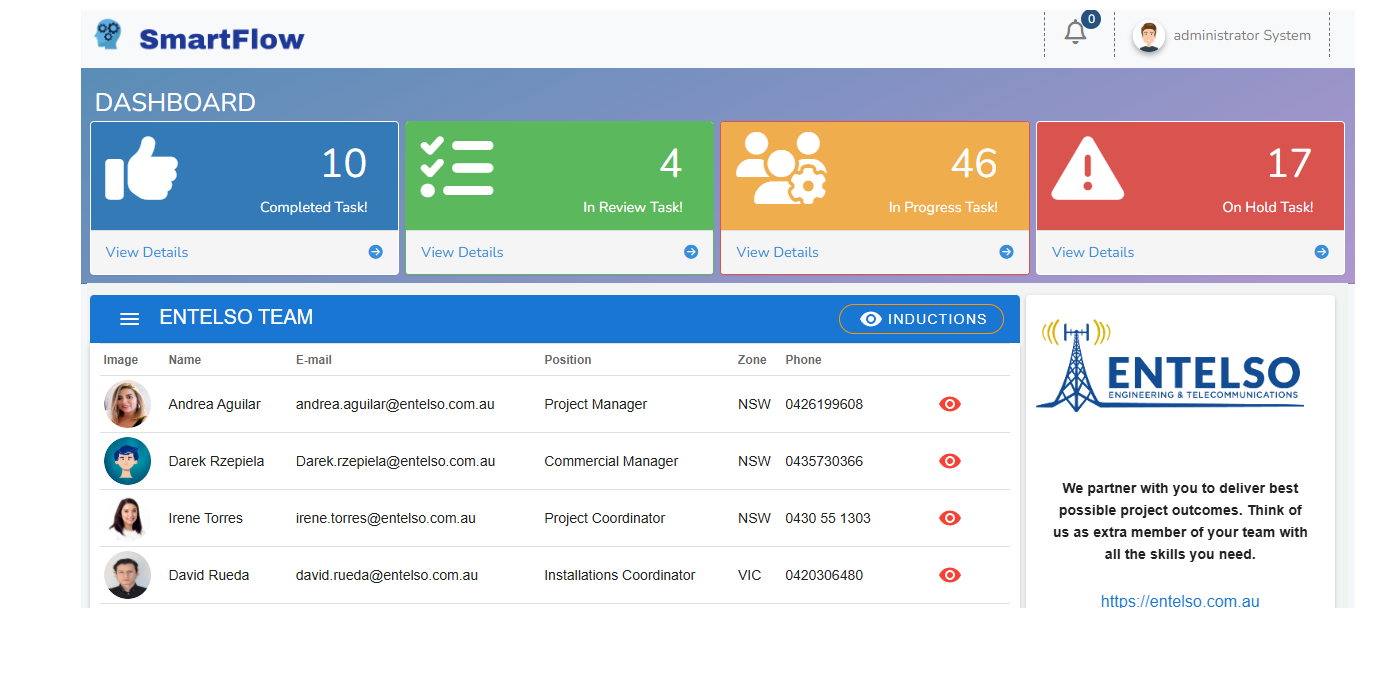 SmartFlow
0
administrator System
DASHBOARD
10
Completed Task!
View Details
4
In Review Task!
View Details
46
In Progress Task!
View Details
17
On Hold Task!
View Details
ENTELSO TEAM
INDUCTIONS
Image Name E-mail Position Zone Phone
Andrea Aguilar andrea.aguilar@entelso.com.au Project Manager NSW 0426199608
Darek Rzepiela Darek.rzepiela@entelso.com.au Commercial Manager NSW 0435730366
Irene Torres irene.torres@entelso.com.au Project Coordinator NSW 0430 55 1303
David Rueda david.rueda@entelso.com.au Installations Coordinator VIC 0420306480
ENTELSO
ENGINEERING & TELECOMMUNICATIONS
We partner with you to deliver best
possible project outcomes. Think of
us as extra member of your team with
all the skills you need.
https://entelso.com.au